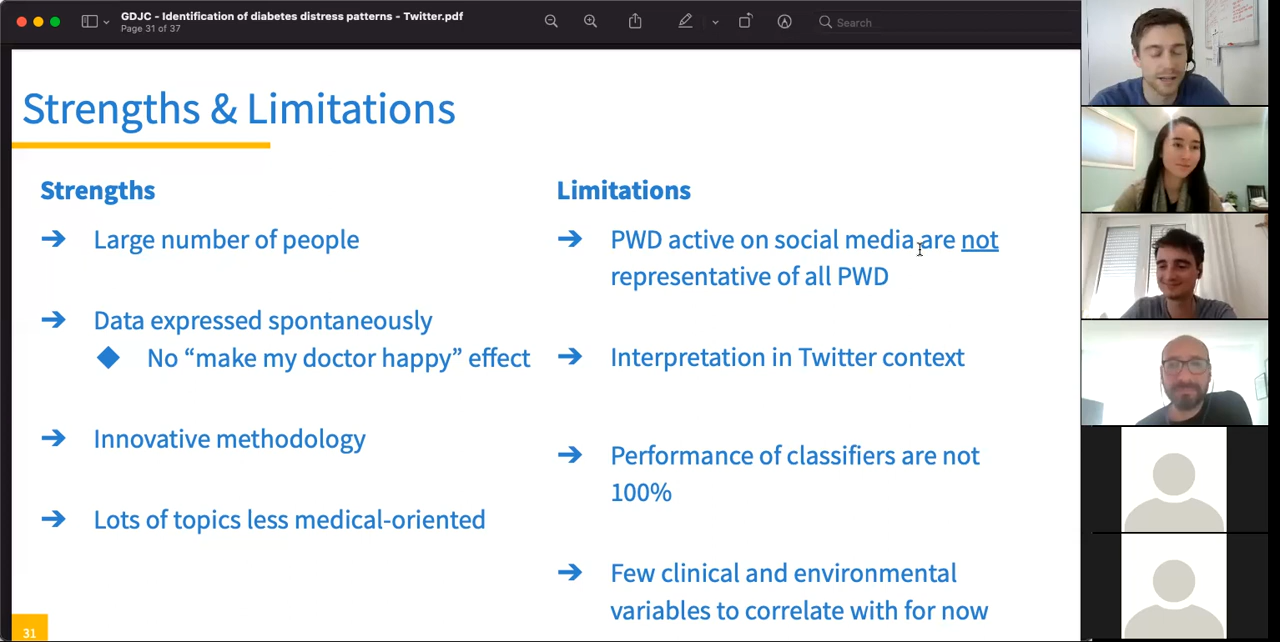 GDJC - Identification of diabetes distress patterns - Twitter.pdf
Page 31 of 37
Search
Strengths & Limitations
Strengths
➔ Large number of people
➔ Data expressed spontaneously
◆ No “make my doctor happy” effect
➔ Innovative methodology
➔ Lots of topics less medical-oriented
Limitations
➔ PWD active on social media are not
representative of all PWD
➔ Interpretation in Twitter context
➔ Performance of classifiers are not
100%
➔ Few clinical and environmental
variables to correlate with for now
31